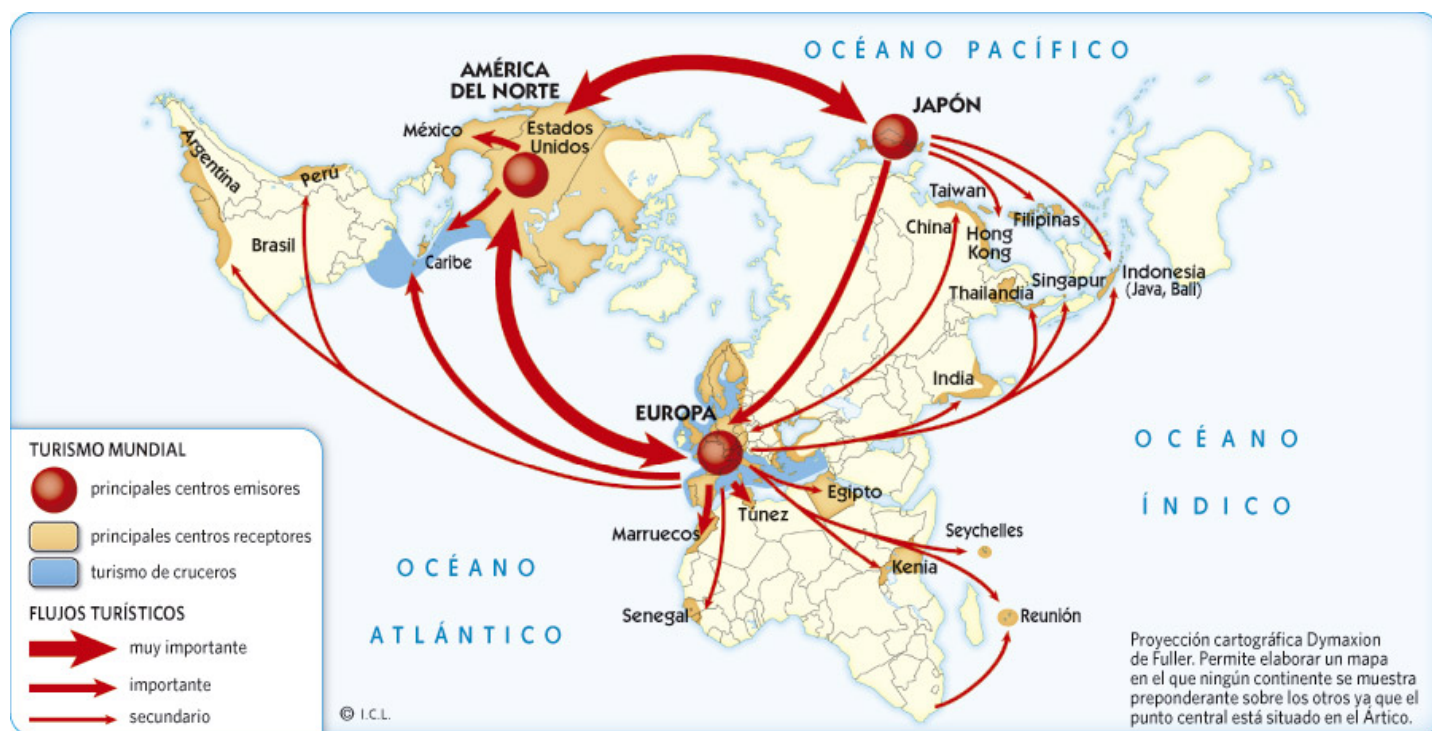 OCÉANO PACÍFICO
AMÉRICA
DEL NORTE
JAPÓN
México
Estados
Unidos
Argentina
Perú
Brasil
Caribe
Taiwan
China
Hong
Kong
Filipinas
Thailandia
Singapur
Indonesia
(Java, Bali)
India
EUROPA
OCÉANO
ÍNDICO
Egipto
Túnez
Marruecos
Seychelles
Kenia
Senegal
Reunión
OCÉANO
ATLÁNTICO
TURISMO MUNDIAL
principales centros emisores
principales centros receptores
turismo de cruceros
FLUJOS TURÍSTICOS
muy importante
importante
secundario
© I.C.L.
Proyección cartográfica Dymaxion
de Fuller. Permite elaborar un mapa
en el que ningún continente se muestra
preponderante sobre los otros ya que el
punto central está situado en el Ártico.